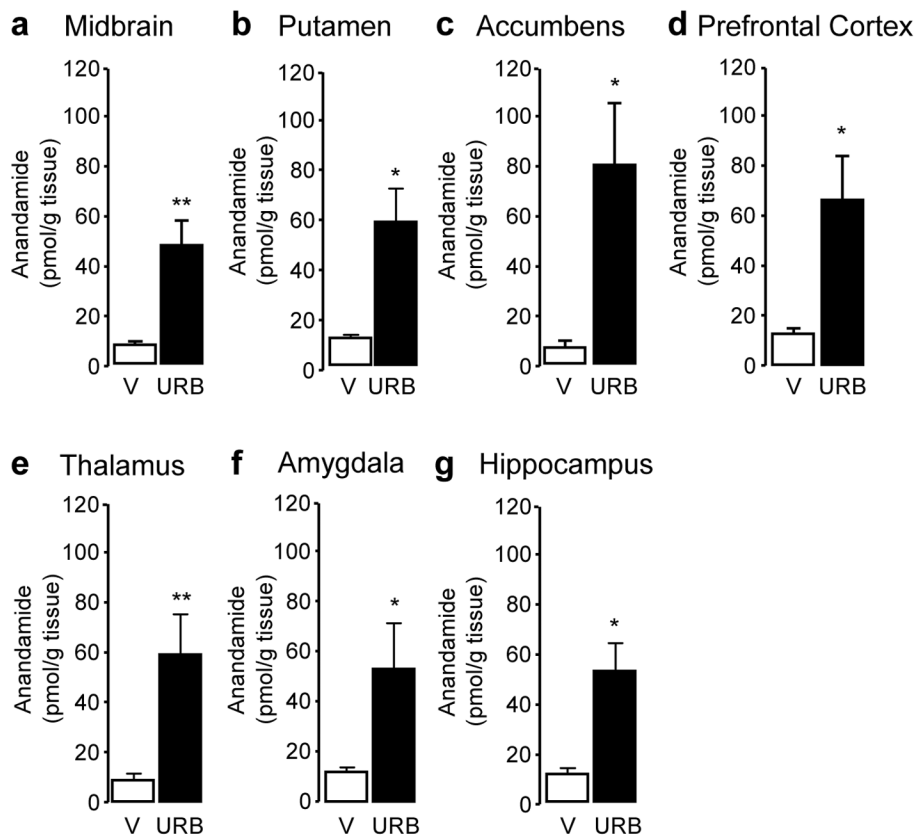 a Midbrain
Anandamide
(pmol/g tissue)
120
100
80
60
40
20
0
**
V URB
b Putamen
Anandamide
(pmol/g tissue)
120
100
80
60
40
20
0
*
V URB
c Accumbens
Anandamide
(pmol/g tissue)
120
100
80
60
40
20
0
*
V URB
d Prefrontal Cortex
Anandamide
(pmol/g tissue)
120
100
80
60
40
20
0
*
V URB
e Thalamus
Anandamide
(pmol/g tissue)
120
100
80
60
40
20
0
**
V URB
f Amygdala
Anandamide
(pmol/g tissue)
120
100
80
60
40
20
0
*
V URB
g Hippocampus
Anandamide
(pmol/g tissue)
120
100
80
60
40
20
0
*
V URB